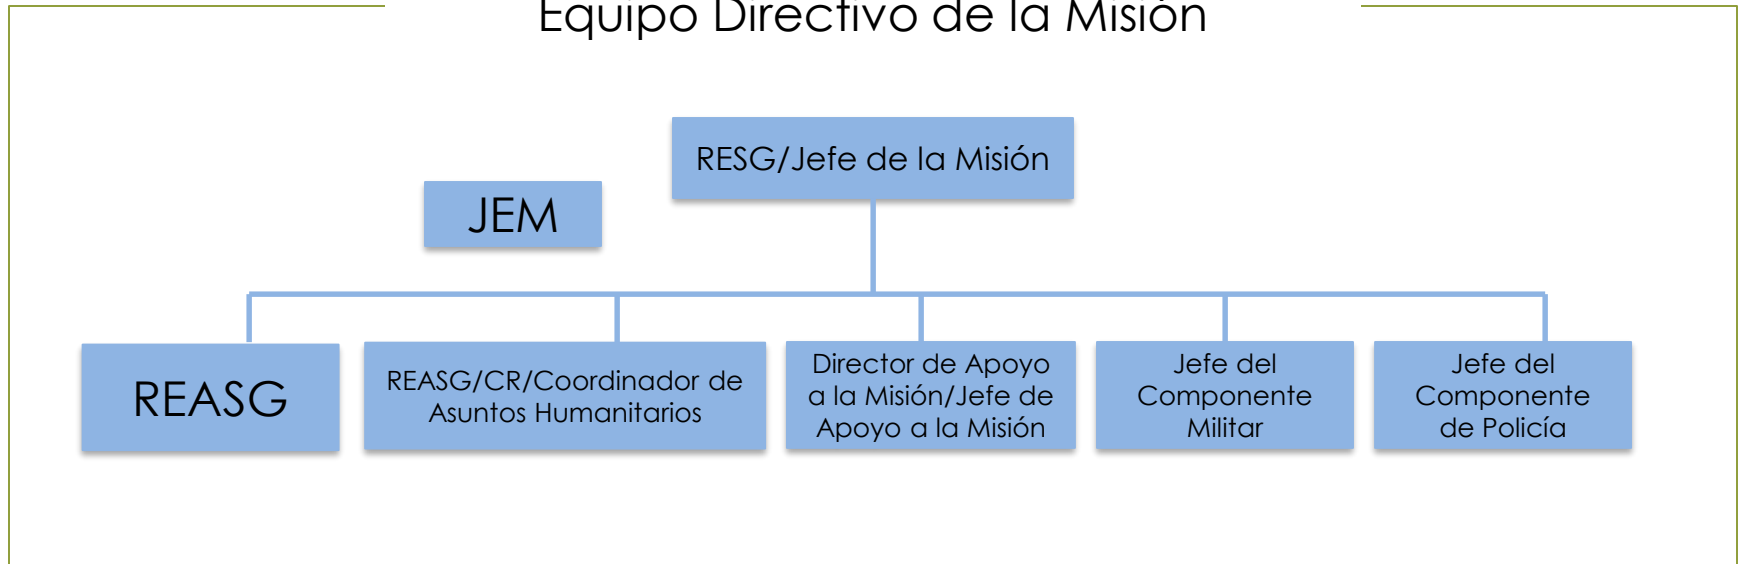 Equipo Directivo de la Misión
RESG/Jefe de la Misión
JEM
REASG
REASG/CR/Coordinador de
Asuntos Humanitarios
Director de Apoyo
a la Misión/Jefe de
Apoyo a la Misión
Jefe del
Componente
Militar
Jefe del
Componente
de Policía